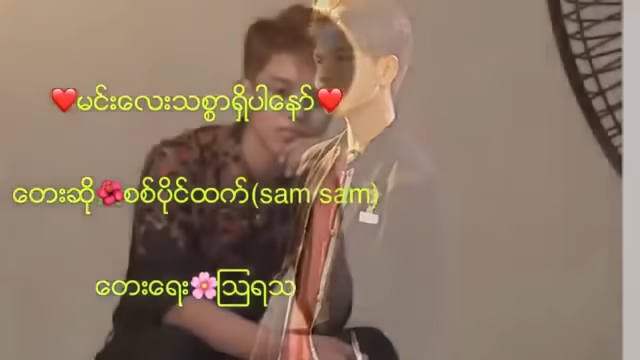 ❤️မင်းလေးသစ္စာရှိပါနော်❤️
တေးဆို🌺စစ်ပိုင်ထက်(sam sam)
တေးရေး🌸ဩရသ